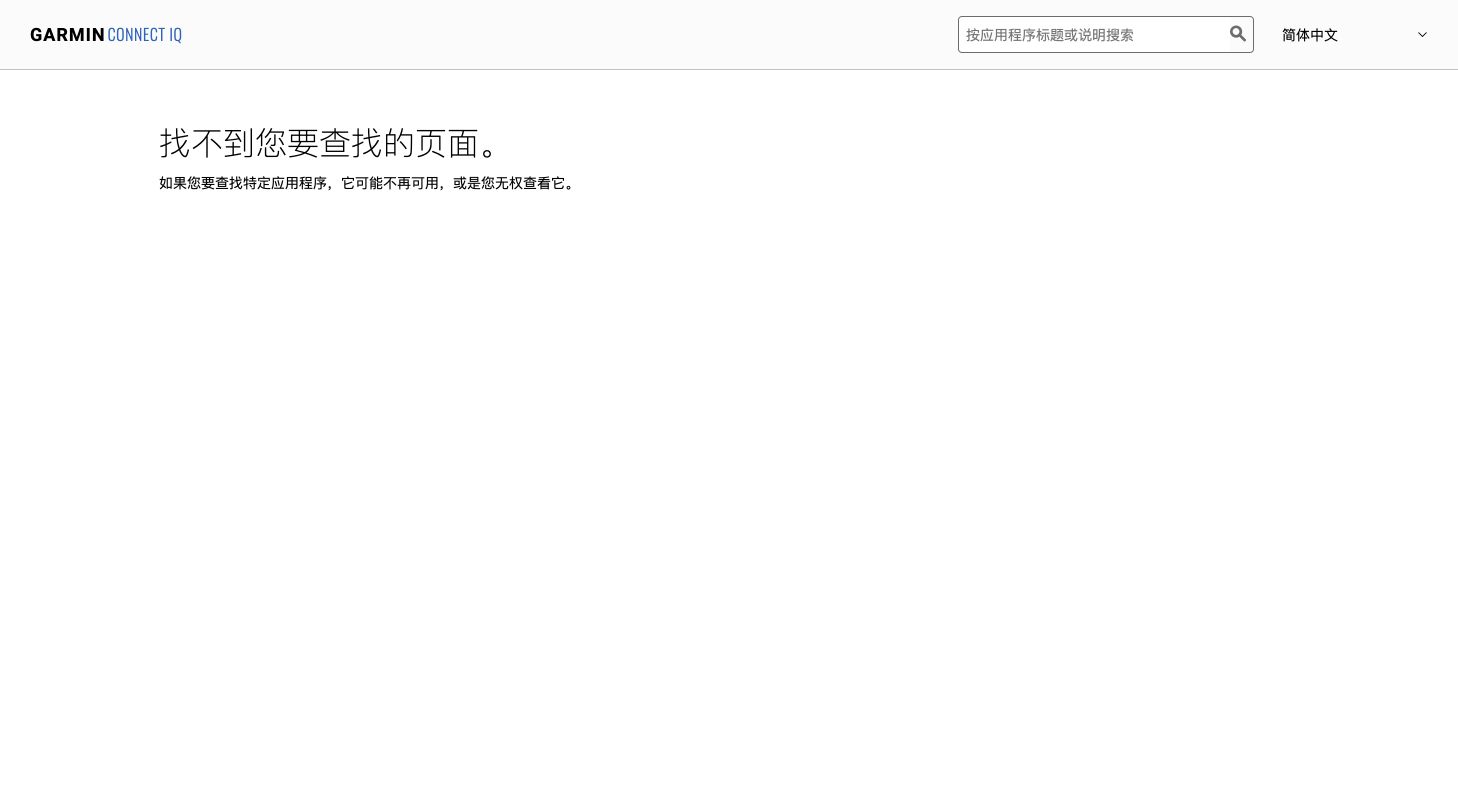 GARMIN CONNECT IQ
按应用程序标题或说明搜索
简体中文
找不到您要查找的页面。
如果您要查找特定应用程序，它可能不再可用，或是您无权查看它。